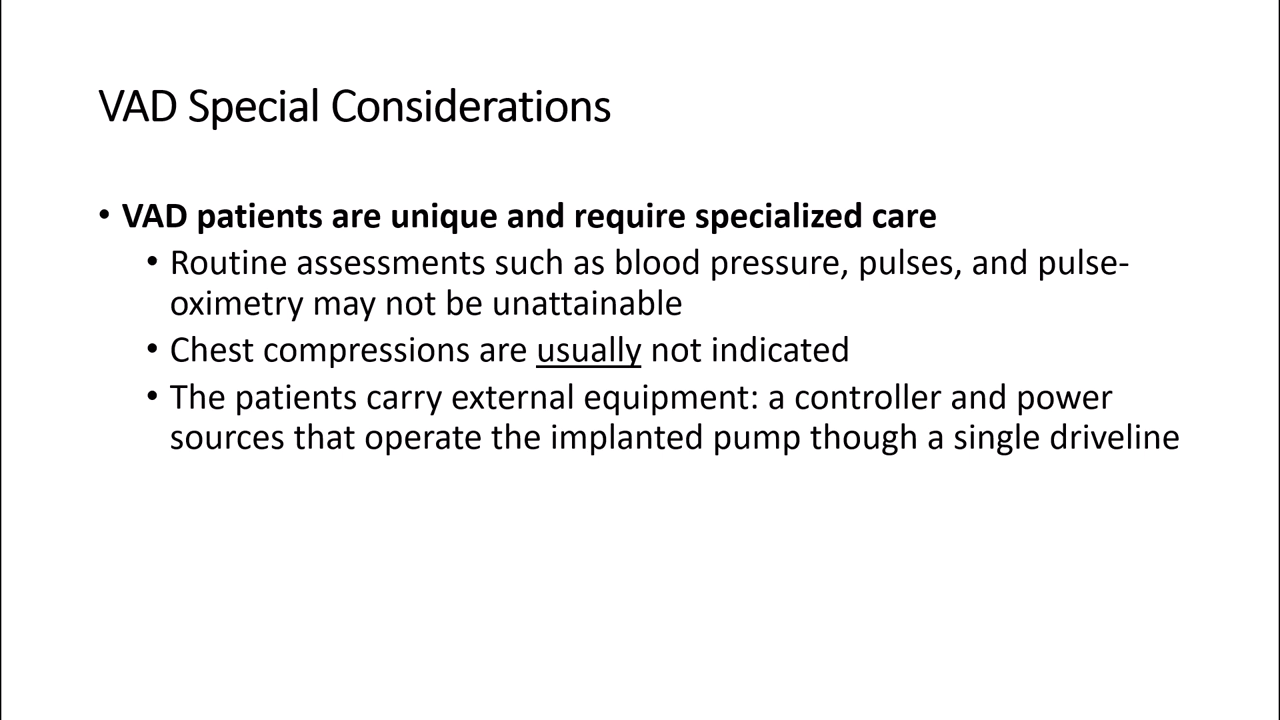 VAD Special Considerations
• VAD patients are unique and require specialized care
• Routine assessments such as blood pressure, pulses, and pulse-
oximetry may not be unattainable
• Chest compressions are usually not indicated
• The patients carry external equipment: a controller and power
sources that operate the implanted pump though a single driveline